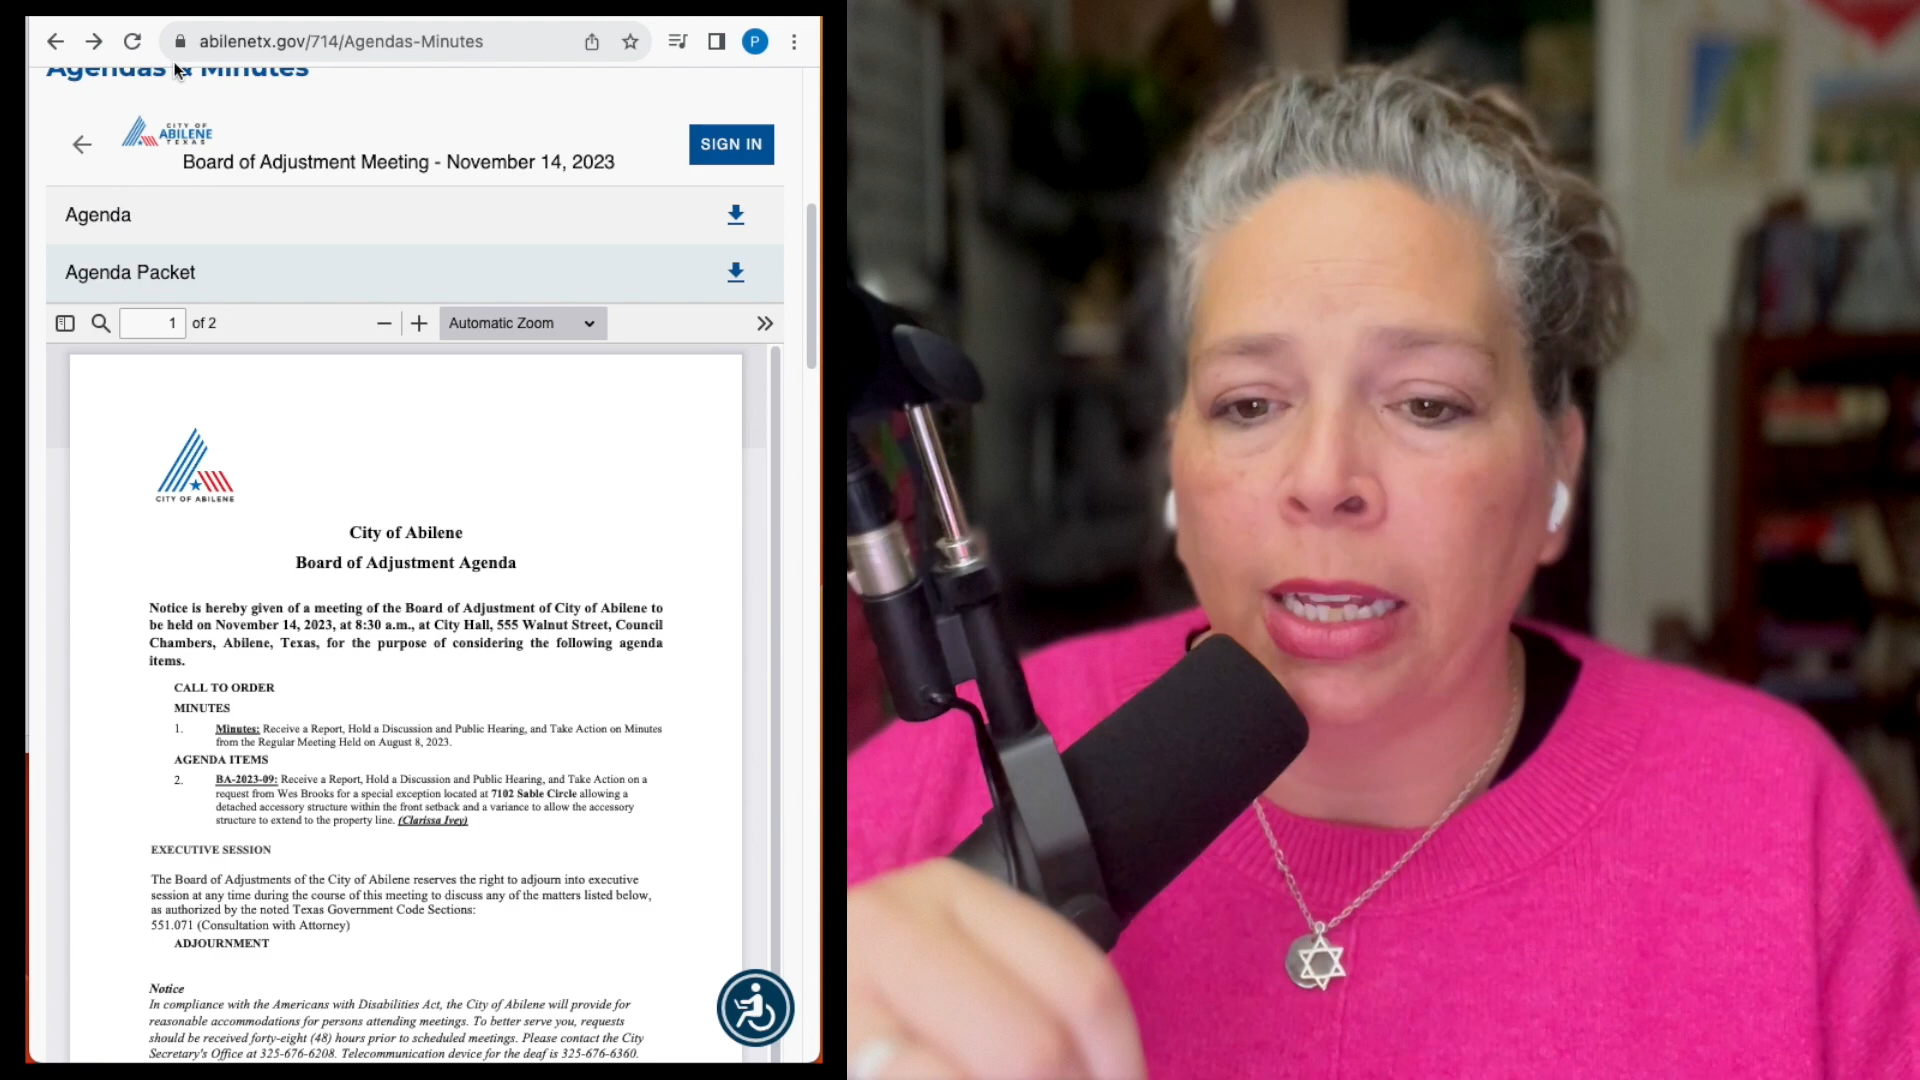 abilenetx.gov/714/Agendas-Minutes
P
Agendas & Minutes
CITY OF
ABILENE
TEXAS
Board of Adjustment Meeting - November 14, 2023
SIGN IN
Agenda
Agenda Packet
1 of 2
Automatic Zoom
CITY OF ABILENE
City of Abilene
Board of Adjustment Agenda
Notice is hereby given of a meeting of the Board of Adjustment of City of Abilene to
be held on November 14, 2023, at 8:30 a.m., at City Hall, 555 Walnut Street, Council
Chambers, Abilene, Texas, for the purpose of considering the following agenda
items.
CALL TO ORDER
MINUTES
1. Minutes: Receive a Report, Hold a Discussion and Public Hearing, and Take Action on Minutes
from the Regular Meeting Held on August 8, 2023.
AGENDA ITEMS
2. BA-2023-09: Receive a Report, Hold a Discussion and Public Hearing, and Take Action on a
request from Wes Brooks for a special exception located at 7102 Sable Circle allowing a
detached accessory structure within the front setback and a variance to allow the accessory
structure to extend to the property line. (Clarissa Ivey)
EXECUTIVE SESSION
The Board of Adjustments of the City of Abilene reserves the right to adjourn into executive
session at any time during the course of this meeting to discuss any of the matters listed below,
as authorized by the noted Texas Government Code Sections:
551.071 (Consultation with Attorney)
ADJOURNMENT
Notice
In compliance with the Americans with Disabilities Act, the City of Abilene will provide for
reasonable accommodations for persons attending meetings. To better serve you, requests
should be received forty-eight (48) hours prior to scheduled meetings. Please contact the City
Secretary's Office at 325-676-6208. Telecommunication device for the deaf is 325-676-6360.